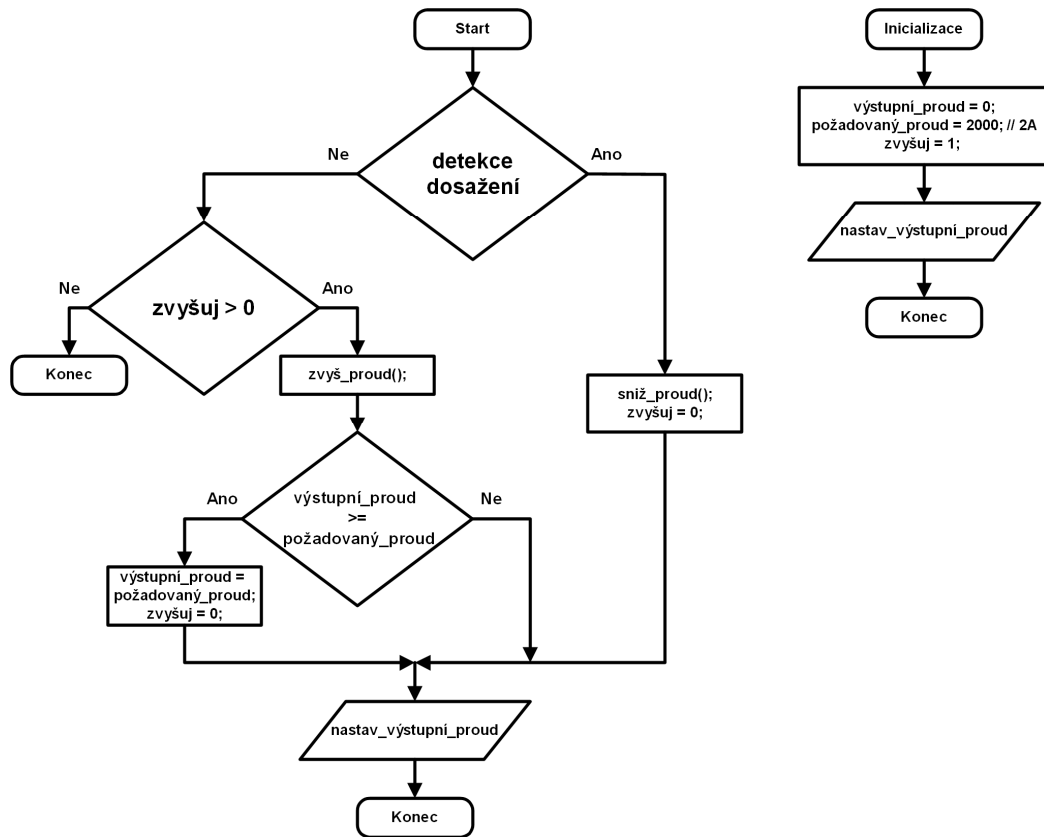 Start
Inicializace
výstupní_proud = 0;
požadovaný_proud = 2000; // 2A
zvyšuj = 1;
nastav_výstupní_proud
Konec
detekce
dosažení
Ne
Ano
zvyšuj > 0
Ne
Ano
Konec
zvyš_proud();
sniž_proud();
zvyšuj = 0;
výstupní_proud
>=
požadovaný_proud
Ano
Ne
výstupní_proud =
požadovaný_proud;
zvyšuj = 0;
nastav_výstupní_proud
Konec